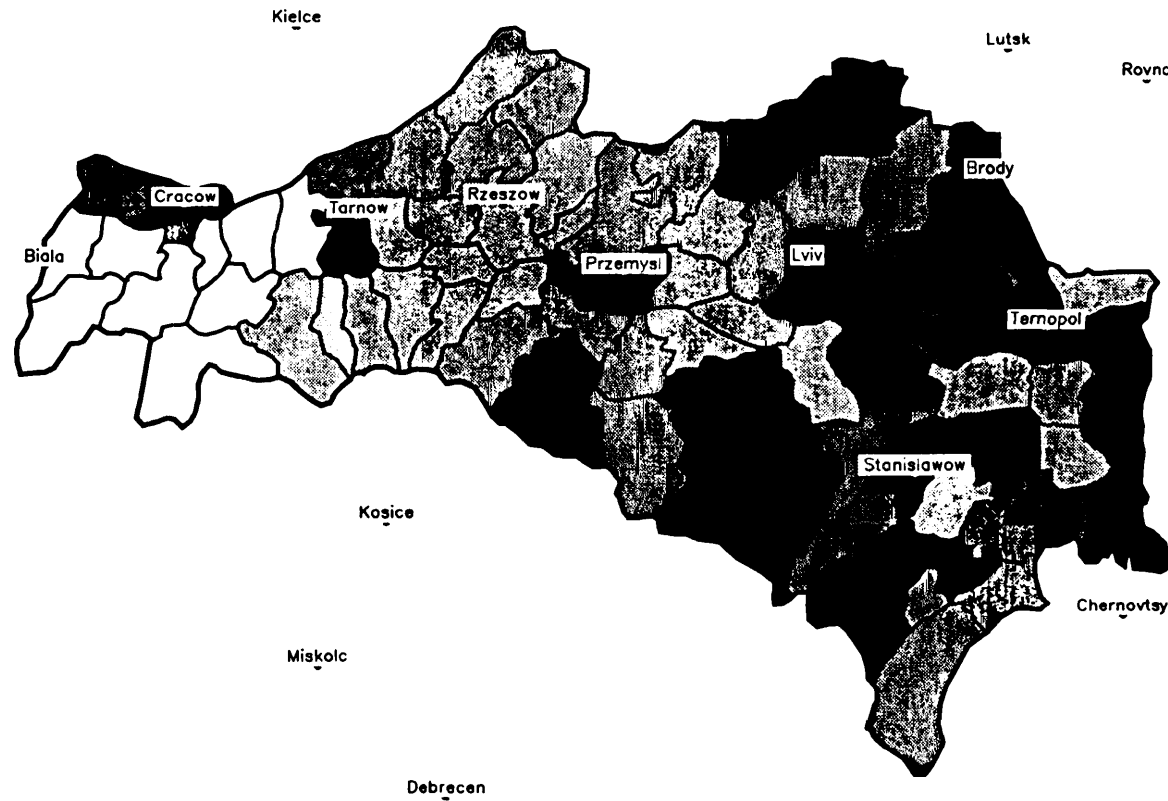 Kielce
Lutsk
Rovno
Brody
Cracow
Rzeszow
Tarnow
Biala
Przemysl
Lviv
Ternopol
Stanislawow
Kosice
Chernovtsy
Miskolc
Debrecen